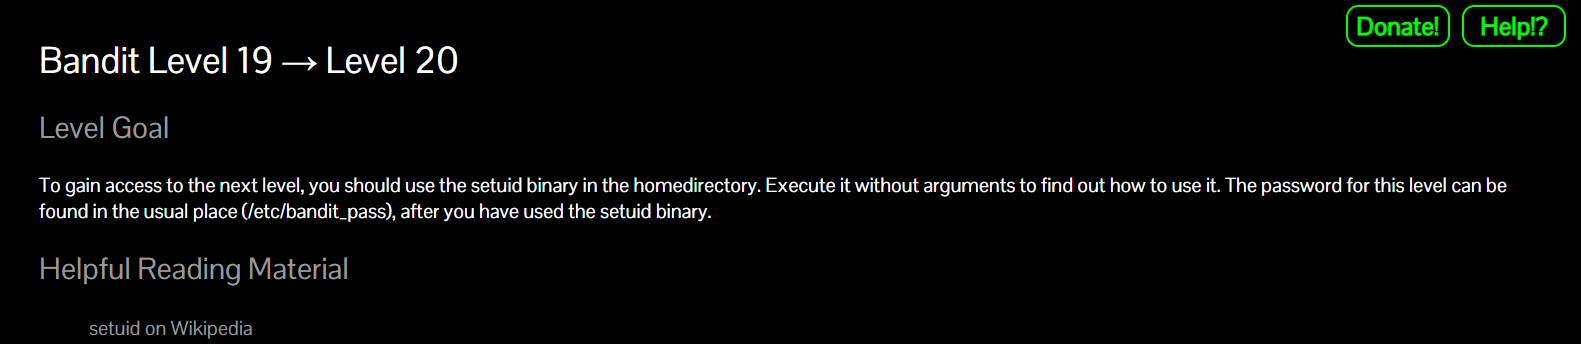 Donate! Help!?
Bandit Level 19 → Level 20
Level Goal
To gain access to the next level, you should use the setuid binary in the homedirectory. Execute it without arguments to find out how to use it. The password for this level can be
found in the usual place (/etc/bandit_pass), after you have used the setuid binary.
Helpful Reading Material
setuid on Wikipedia